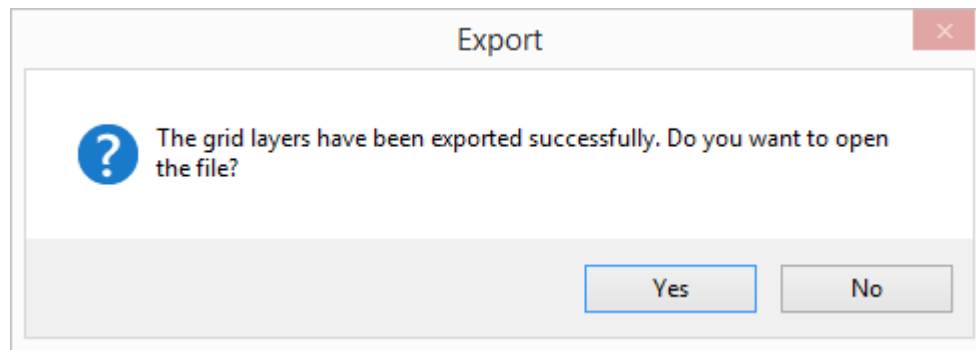 Export
The grid layers have been exported successfully. Do you want to open
the file?
Yes
No